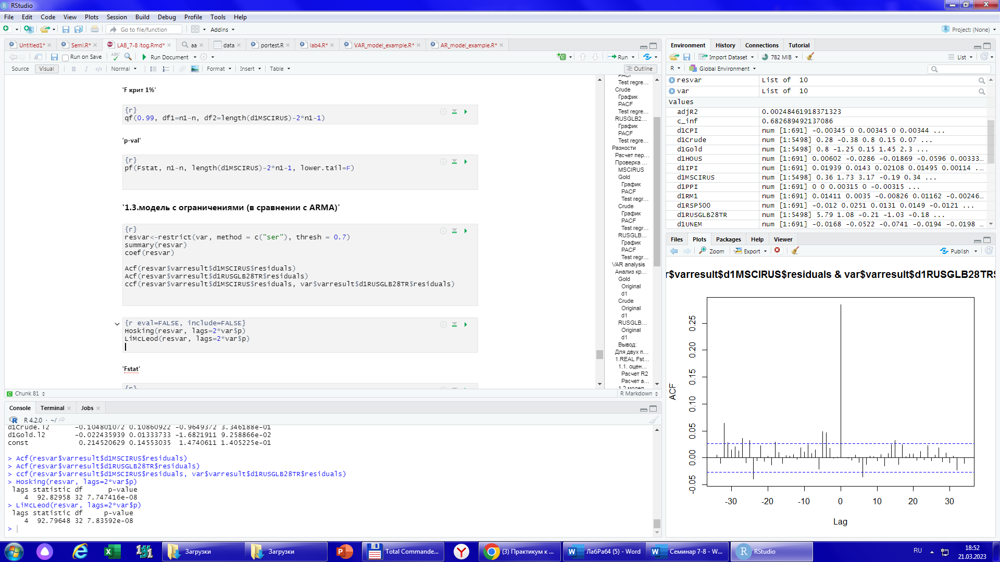 RStudio
File Edit Code View Plots Session Build Debug Profile Tools Help
Go to file/function Addins Project: (None)
Untitled1* Semi.R* LAB_7-8 itog.Rmd* aa data portest.R lab4.R* VAR_model_example.R* AR_model_example.R*
Run on Save ABC Run Document Run
Source Visual B I </> Normal Format Insert Table Outline
'F крит 1%'
{r}
qf(0.99, df1=n1-n, df2=length(d1MSCIRUS)-2*n1-1)
'p-val'
{r}
pf(Fstat, n1-n, length(d1MSCIRUS)-2*n1-1, lower.tail=F)
'1.3.модель с ограничениями (в сравнении с ARMA)'
{r}
resvar<-restrict(var, method = c("ser"), thresh = 0.7)
summary(resvar)
coef(resvar)
Acf(resvar$varresult$d1MSCIRUS$residuals)
Acf(resvar$varresult$d1RUSGLB28TR$residuals)
ccf(resvar$varresult$d1MSCIRUS$residuals, var$varresult$d1RUSGLB28TR$residuals)
{r eval=FALSE, include=FALSE}
Hosking(resvar, lags=2*var$p)
LiMcLeod(resvar, lags=2*var$p)
'Fstat'
{r}
PACF
Test regre...
Crude
График
PACF
Test regre...
RUSGLB2...
График
PACF
Test regre...
Разности
Расчет пер...
Проверка ...
MSCIRUS
Gold
График
PACF
Test regr...
Crude
График
PACF
Test regr...
RUSGLB...
График
PACF
Test regr...
VAR analysis
Анализ кр...
Gold
Original
d1
Crude
Original
d1
RUSGLB...
Original
d1
Вывод:
Для двух п...
1.REAL Fst...
1.1. оцен...
Расчет R2
Расчет а...
1.2 модел...
Chunk 81 R Markdown
Console Terminal Jobs
R 4.2.0 · ~/
d1Crude.l2 -0.104801072 0.10860922 -0.9649372 3.346188e-01
d1Gold.l2 -0.022435939 0.01333733 -1.6821911 9.258866e-02
const 0.214520629 0.14553035 1.4740611 1.405225e-01
> Acf(resvar$varresult$d1MSCIRUS$residuals)
> Acf(resvar$varresult$d1RUSGLB28TR$residuals)
> ccf(resvar$varresult$d1MSCIRUS$residuals, var$varresult$d1RUSGLB28TR$residuals)
> Hosking(resvar, lags=2*var$p)
lags statistic df p-value
4 92.82958 32 7.747416e-08
> LiMcLeod(resvar, lags=2*var$p)
lags statistic df p-value
4 92.79648 32 7.83592e-08
>
Environment History Connections Tutorial
Import Dataset 782 MiB List
R Global Environment
resvar List of 10
var List of 10
Values
adjR2 0.00248461918371323
c_inf 0.682689492137086
d1CPI num [1:691] -0.00345 0 0.00345 0 0.00344 ...
d1Crude num [1:5498] 0.28 -0.38 0.8 0.15 0.07 ...
d1Gold num [1:5498] 0.8 -1.25 0.15 1.45 2.3 ...
d1HOUS num [1:691] 0.00602 -0.0286 -0.01869 -0.0596 0.00333...
d1IPI num [1:691] 0.01939 0.0143 0.02108 0.01495 0.00114 ...
d1MSCIRUS num [1:5498] 0.36 1.73 3.17 -0.19 0.34 ...
d1PPI num [1:691] 0 0 0.00315 0 -0.00315 ...
d1RM1 num [1:691] 0.01411 0.0035 -0.00826 0.01162 -0.00246...
d1RSP500 num [1:691] -0.012 0.0251 0.0131 0.0149 -0.0121 ...
d1RUSGLB28TR num [1:5498] 5.79 1.08 -0.21 -1.03 -0.18 ...
d1UNEM num [1:691] -0.0168 -0.0522 -0.0741 -0.0194 -0.0198 ...
Files Plots Packages Help Viewer
Zoom Export Publish
r$varresult$d1MSCIRUS$residuals & var$varresult$d1RUSGLB28TR$
ACF
0.25
0.20
0.15
0.10
0.05
0.00
-0.05
-30 -20 -10 0 10 20 30
Lag
Загрузки Загрузки Total Commande... (3) Практикум к ... ЛабРаб4 (5) - Word Семинар 7-8 - W... RStudio
RU 18:52
21.03.2023